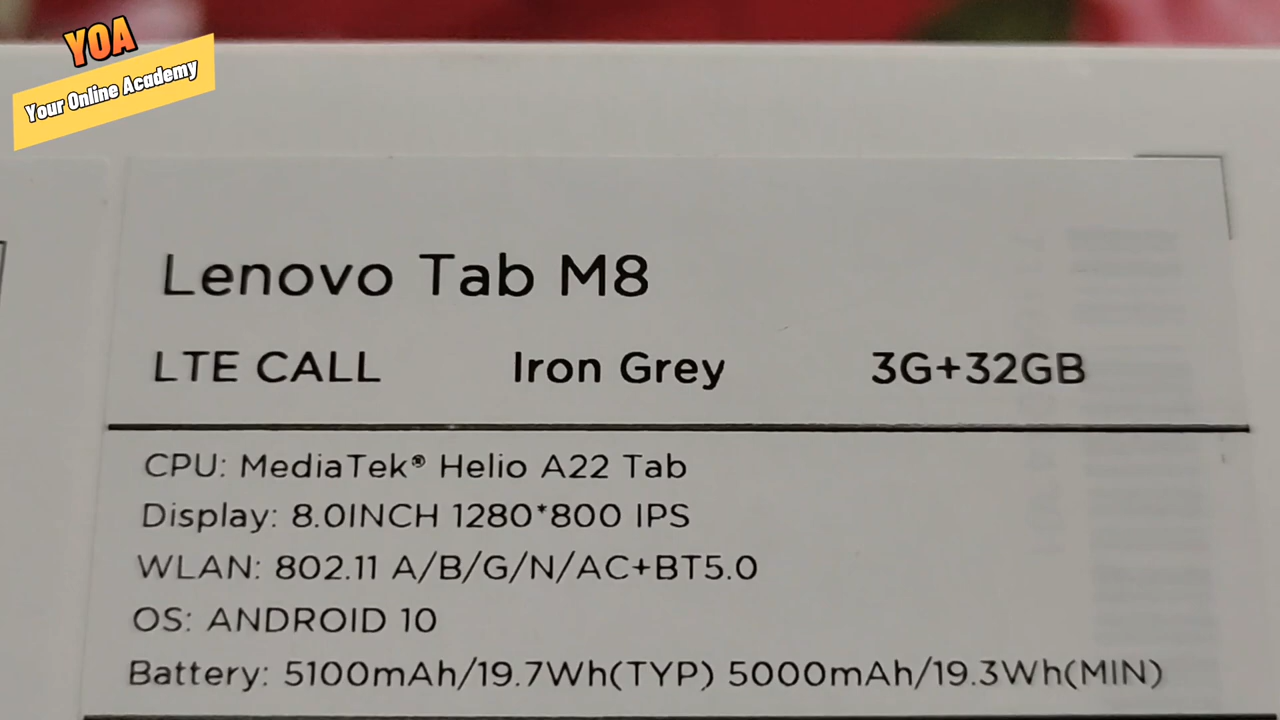 YOA
Your Online Academy
Lenovo Tab M8
LTE CALL Iron Grey 3G+32GB
CPU: MediaTek® Helio A22 Tab
Display: 8.0INCH 1280*800 IPS
WLAN: 802.11 A/B/G/N/AC+BT5.0
OS: ANDROID 10
Battery: 5100mAh/19.7Wh(TYP) 5000mAh/19.3Wh(MIN)